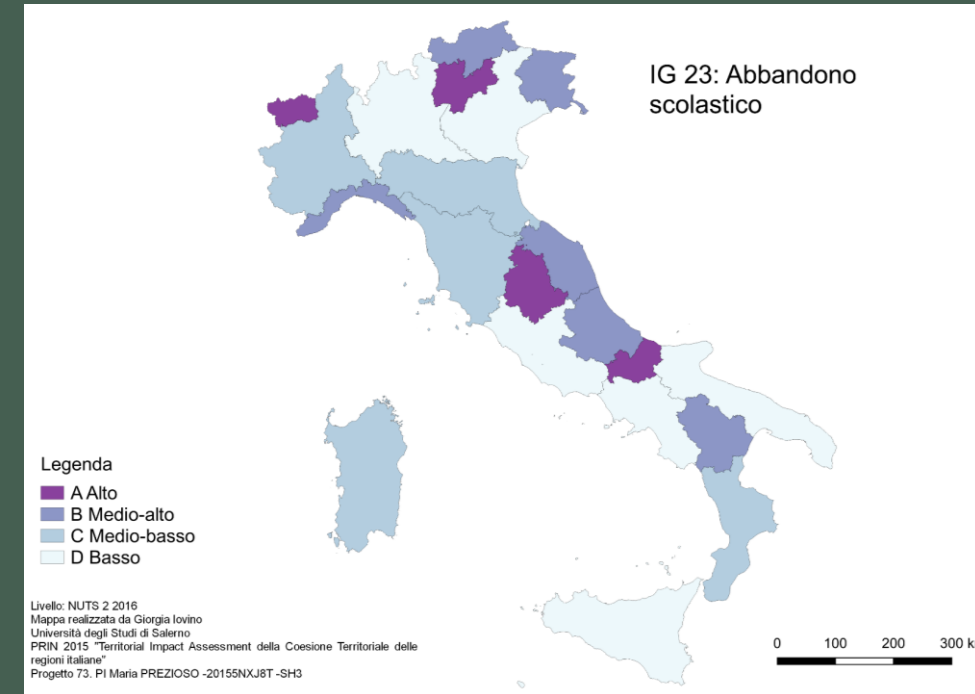 IG 23: Abbandono
scolastico
Legenda
A Alto
B Medio-alto
C Medio-basso
D Basso
Livello: NUTS 2 2016
Mappa realizzata da Giorgia Iovino
Università degli Studi di Salerno
PRIN 2015 "Territorial Impact Assessment della Coesione Territoriale delle
regioni italiane"
Progetto 73. PI Maria PREZIOSO -20155NXJ8T -SH3
0 100 200 300 k